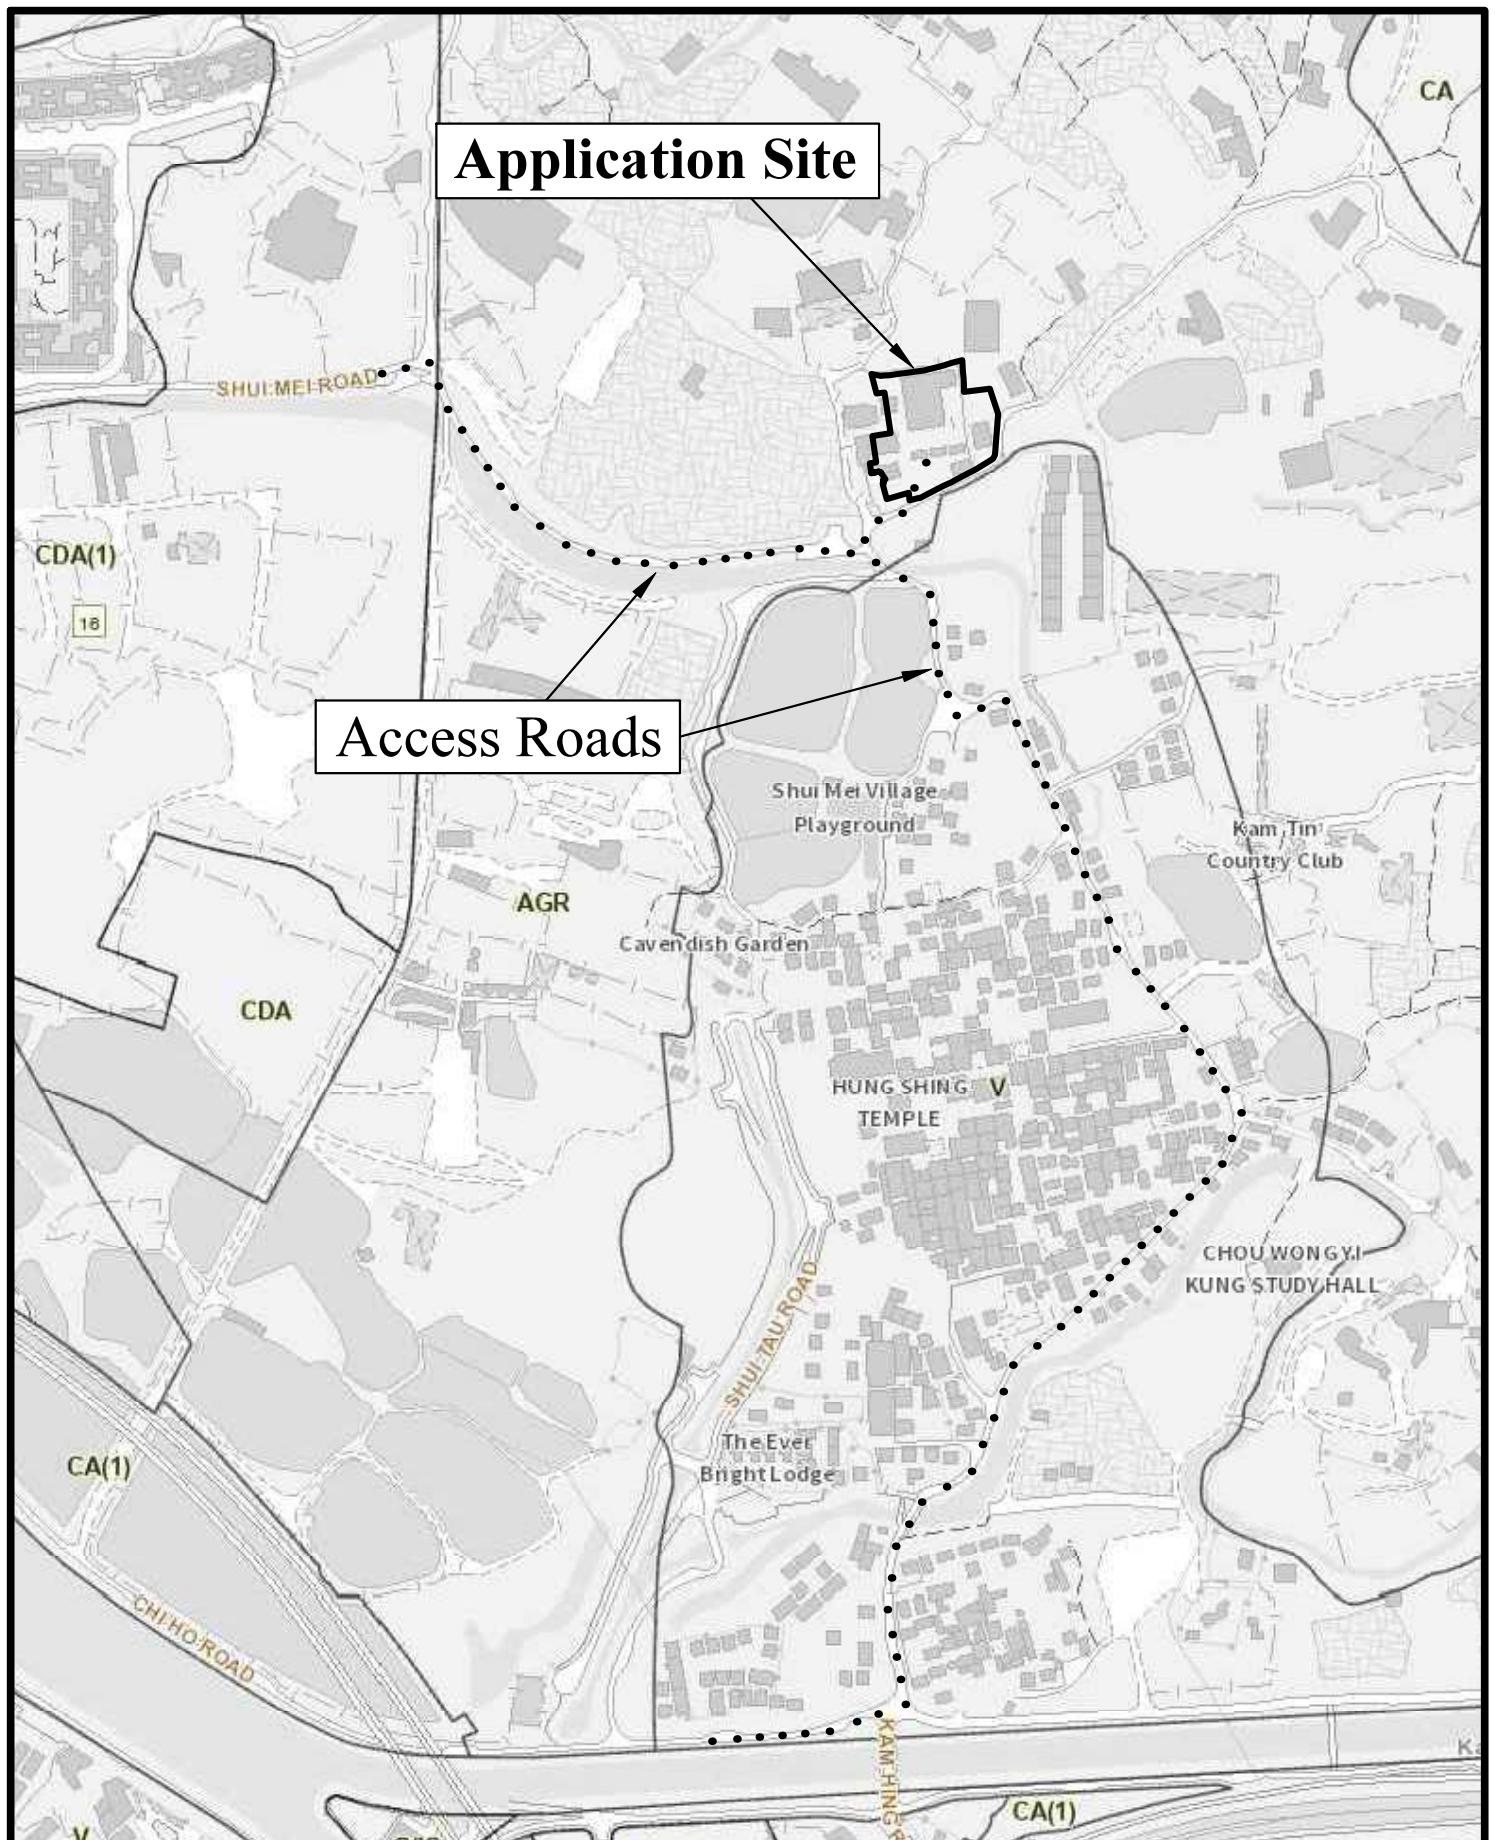 CA
Application Site
SHUI MEI ROAD
CDA(1)
16
Access Roads
Shui Mei Village
Playground
Kam Tin
Country Club
AGR
Cavendish Garden
CDA
HUNG SHING
TEMPLE
V
CHOU WONG YI
KUNG STUDY HALL
SHUI TAU ROAD
The Ever
Bright Lodge
CA(1)
CHI HO ROAD
KAM HING
CA(1)
V